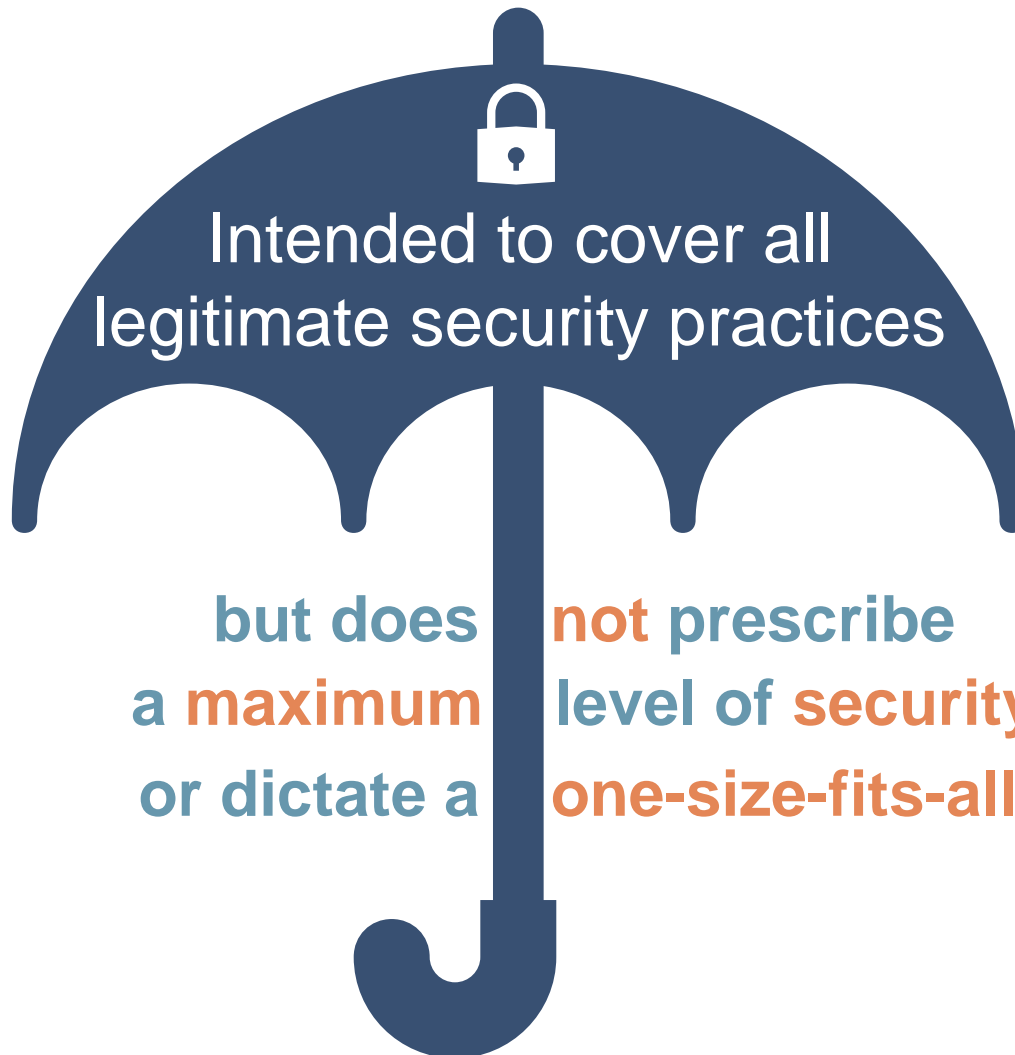 Intended to cover all
legitimate security practices
but does not prescribe
a maximum level of security
or dictate a one-size-fits-all